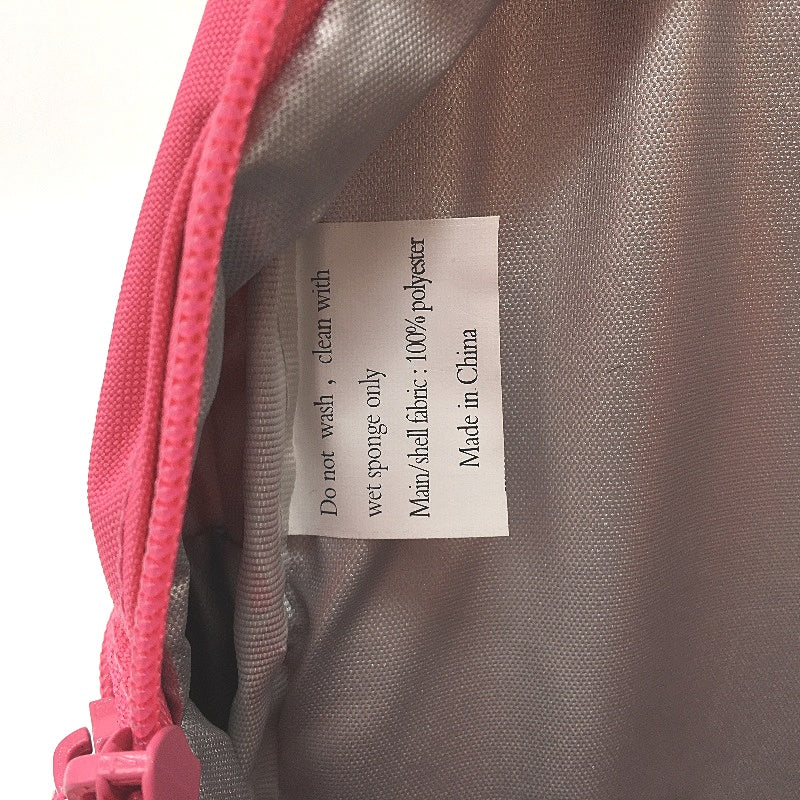 Do not wash , clean with
wet sponge only
Main/shell fabric : 100% polyester
Made in China